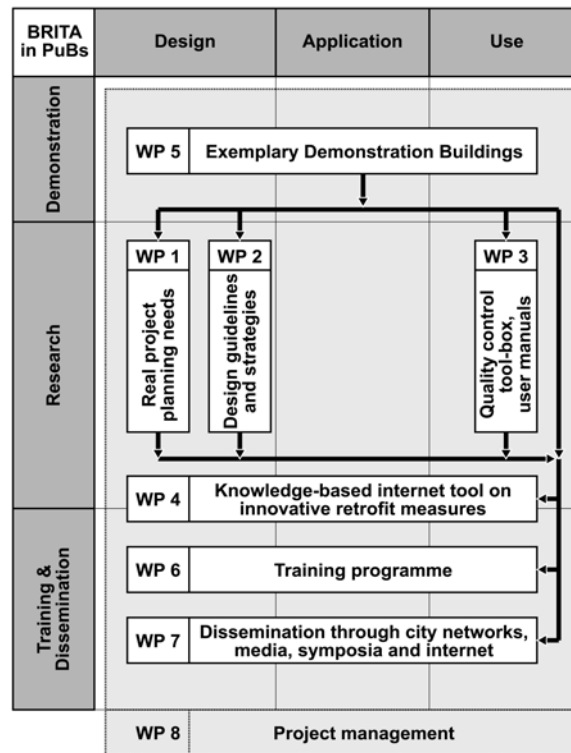 BRITA
in PuBs
Design
Application
Use
Demonstration
WP 5
Exemplary Demonstration Buildings
Research
WP 1
Real project
planning needs
WP 2
Design guidelines
and strategies
WP 3
Quality control
tool-box,
user manuals
WP 4
Knowledge-based internet tool on
innovative retrofit measures
Training &
Dissemination
WP 6
Training programme
WP 7
Dissemination through city networks,
media, symposia and internet
WP 8
Project management